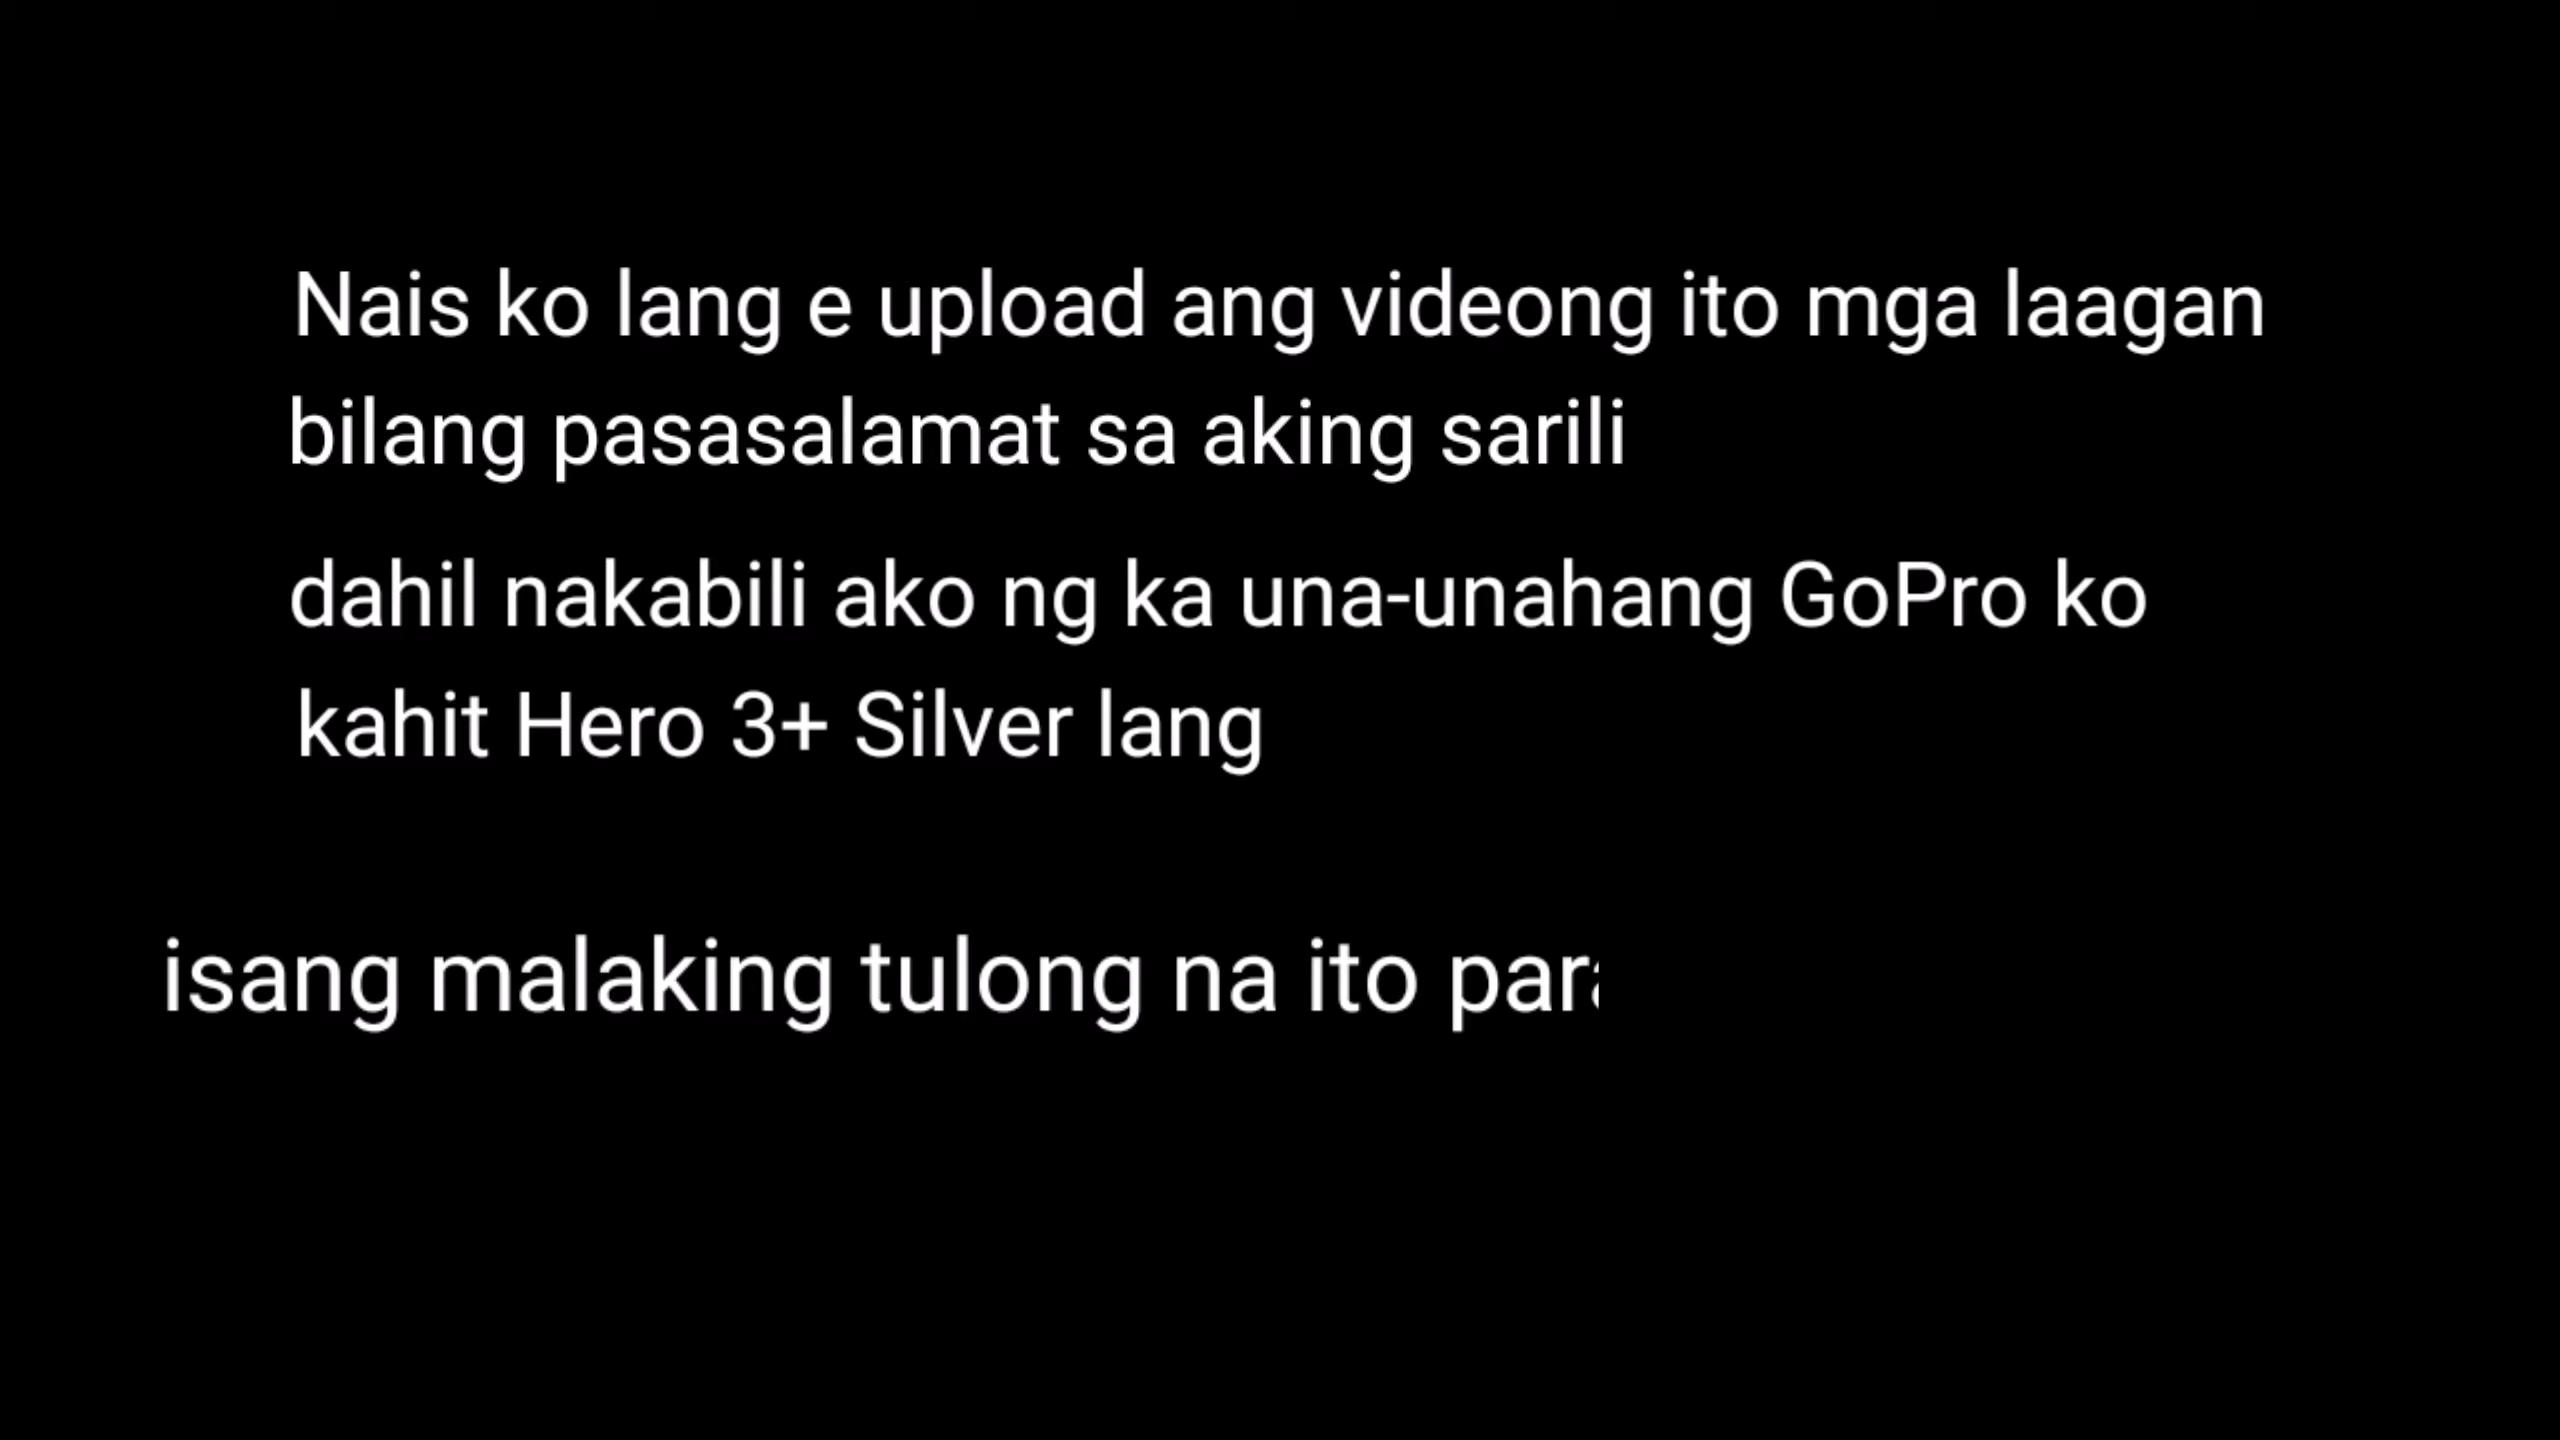 Nais ko lang e upload ang videong ito mga laagan
bilang pasasalamat sa aking sarili
dahil nakabili ako ng ka una-unahang GoPro ko
kahit Hero 3+ Silver lang
isang malaking tulong na ito para